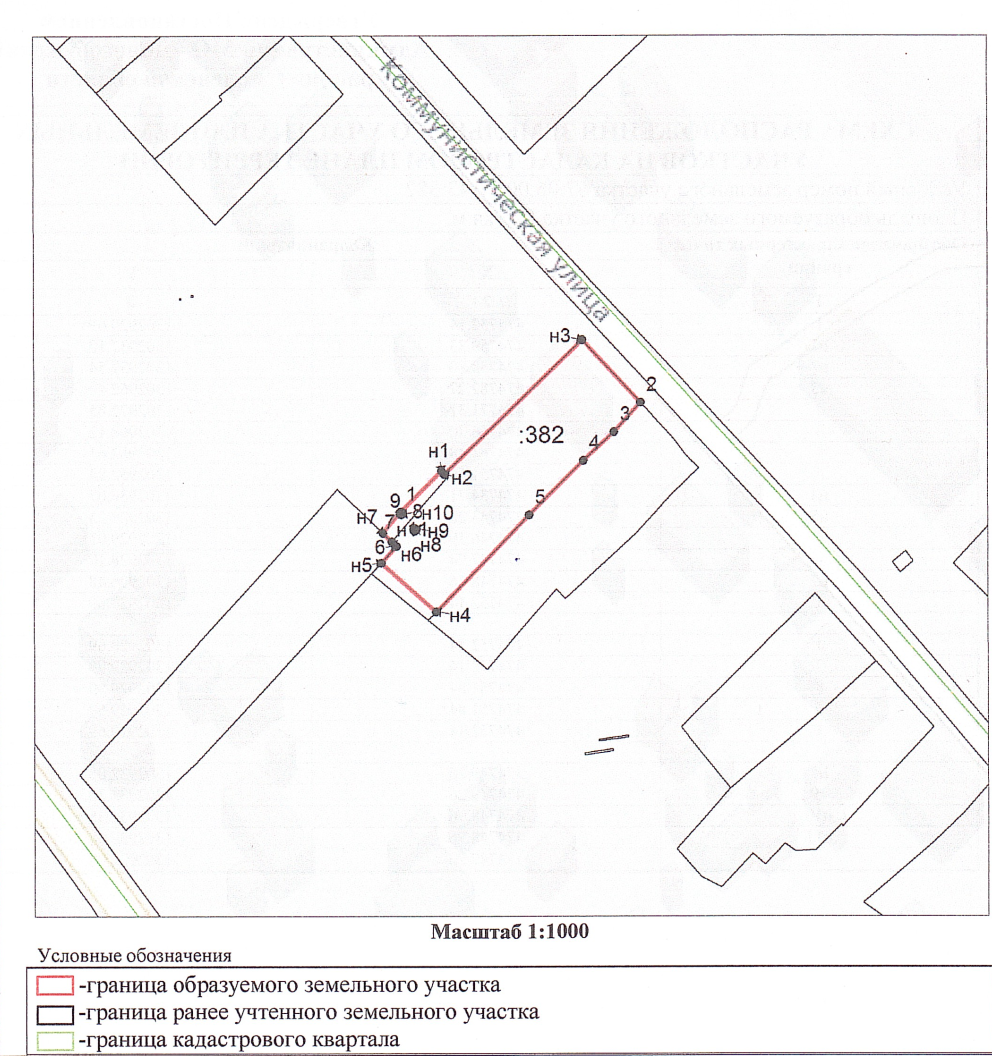 Коммунистическая улица
н3
2
3
:382
4
н1
н2
5
1
9
8
н10
н7
7
н9
6
н8
н6
н5
н4
Масштаб 1:1000
Условные обозначения
-граница образуемого земельного участка
-граница ранее учтенного земельного участка
-граница кадастрового квартала